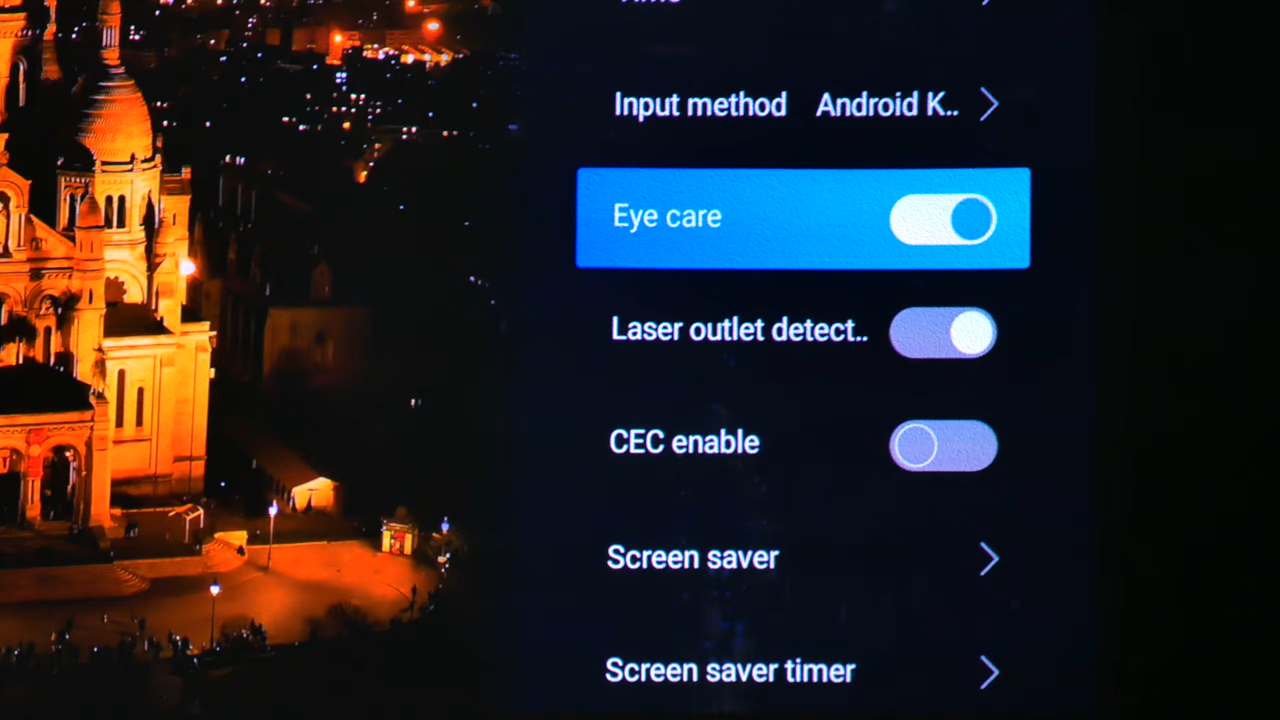 Input method Android K..
Eye care
Laser outlet detect..
CEC enable
Screen saver
Screen saver timer